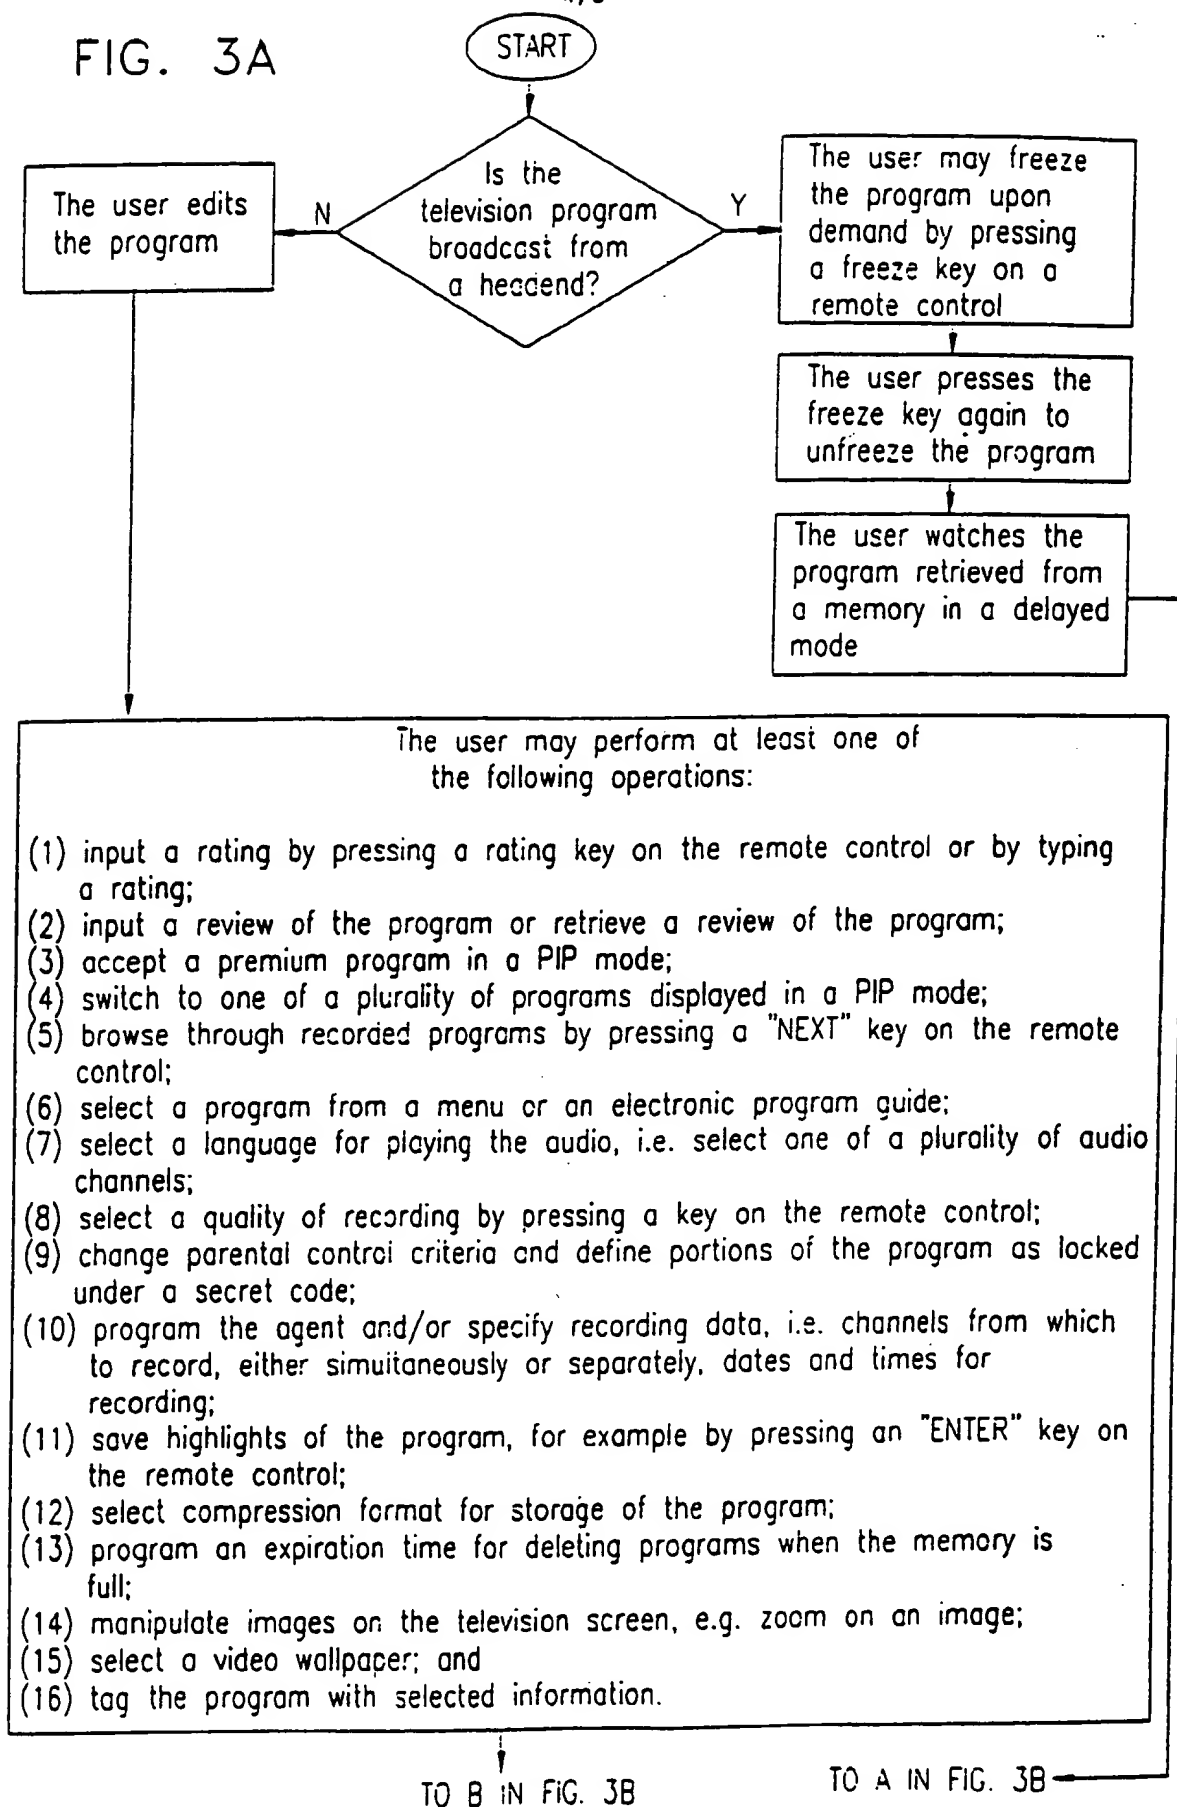 FIG. 3A
START
Is the
television program
broadcast from
a headend?
N
Y
The user edits
the program
The user may freeze
the program upon
demand by pressing
a freeze key on a
remote control
The user presses the
freeze key again to
unfreeze the program
The user watches the
program retrieved from
a memory in a delayed
mode
The user may perform at least one of
the following operations:
(1) input a rating by pressing a rating key on the remote control or by typing
a rating;
(2) input a review of the program or retrieve a review of the program;
(3) accept a premium program in a PIP mode;
(4) switch to one of a plurality of programs displayed in a PIP mode;
(5) browse through recorded programs by pressing a "NEXT" key on the remote
control;
(6) select a program from a menu or an electronic program guide;
(7) select a language for playing the audio, i.e. select one of a plurality of audio
channels;
(8) select a quality of recording by pressing a key on the remote control;
(9) change parental control criteria and define portions of the program as locked
under a secret code;
(10) program the agent and/or specify recording data, i.e. channels from which
to record, either simultaneously or separately, dates and times for
recording;
(11) save highlights of the program, for example by pressing an "ENTER" key on
the remote control;
(12) select compression format for storage of the program;
(13) program an expiration time for deleting programs when the memory is
full;
(14) manipulate images on the television screen, e.g. zoom on an image;
(15) select a video wallpaper; and
(16) tag the program with selected information.
TO B IN FIG. 3B
TO A IN FIG. 3B